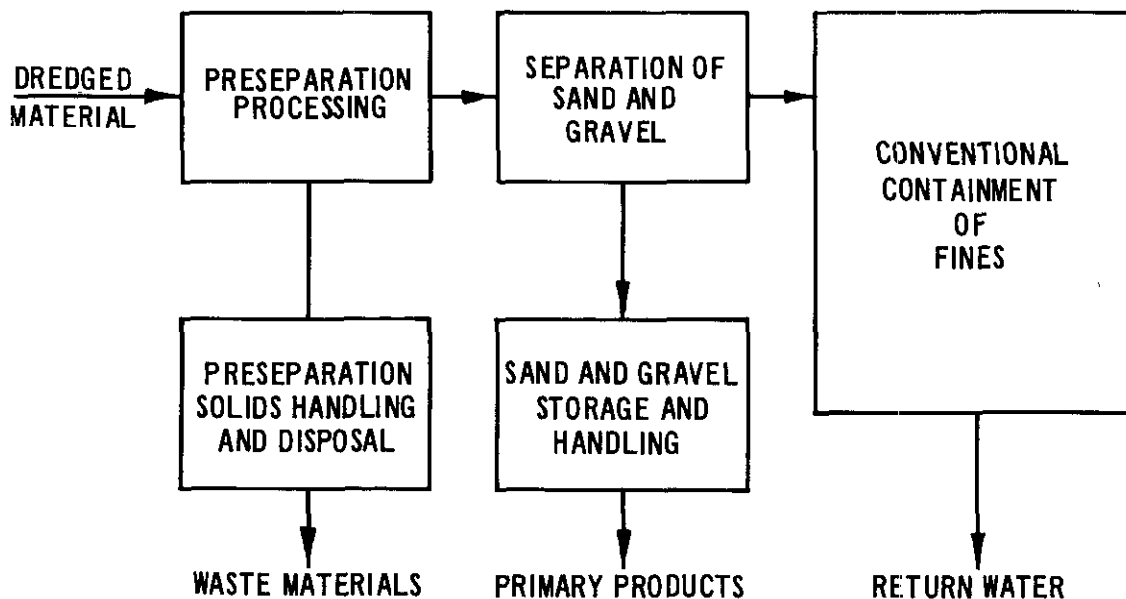 DREDGED
MATERIAL
PRESEPARATION
PROCESSING
SEPARATION OF
SAND AND
GRAVEL
CONVENTIONAL
CONTAINMENT
OF
FINES
PRESEPARATION
SOLIDS HANDLING
AND DISPOSAL
SAND AND GRAVEL
STORAGE AND
HANDLING
WASTE MATERIALS
PRIMARY PRODUCTS
RETURN WATER